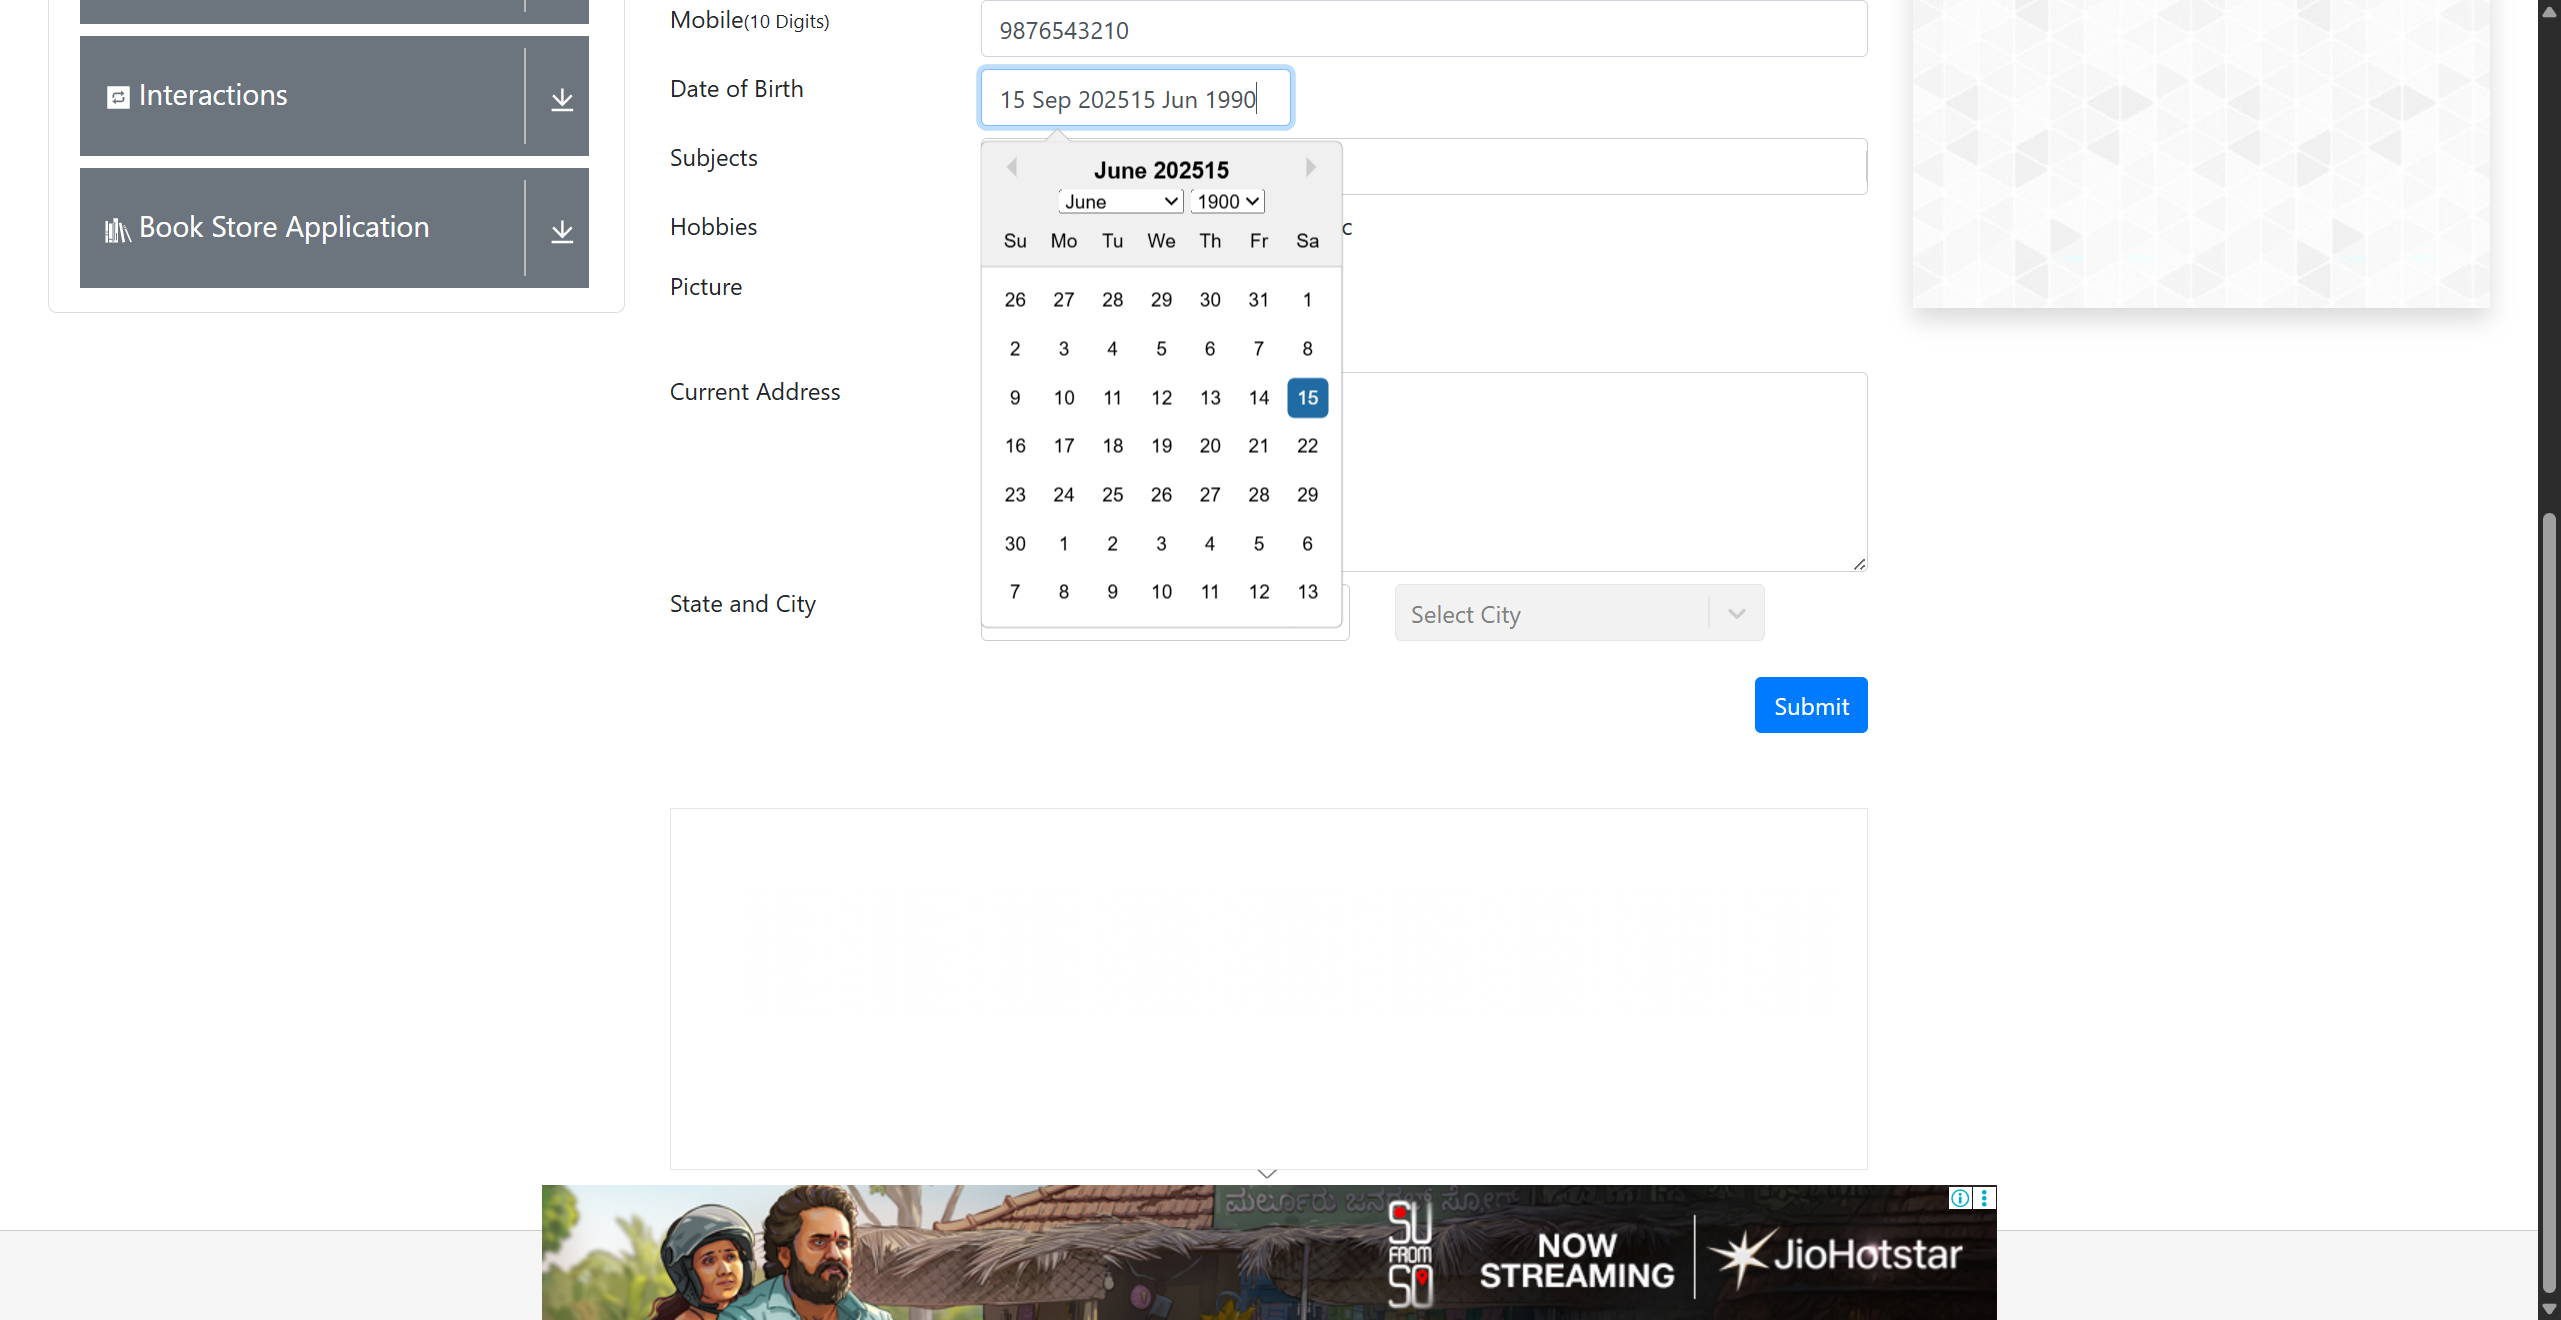 Mobile(10 Digits)
9876543210
Interactions
Date of Birth
15 Sep 202515 Jun 1990
Subjects
June 202515
June 1900
Book Store Application
Hobbies
c
Su Mo Tu We Th Fr Sa
Picture
26 27 28 29 30 31 1
2 3 4 5 6 7 8
Current Address
9 10 11 12 13 14 15
16 17 18 19 20 21 22
23 24 25 26 27 28 29
30 1 2 3 4 5 6
7 8 9 10 11 12 13
State and City
Select City
Submit
SU
FROM
SO
NOW
STREAMING
JioHotstar